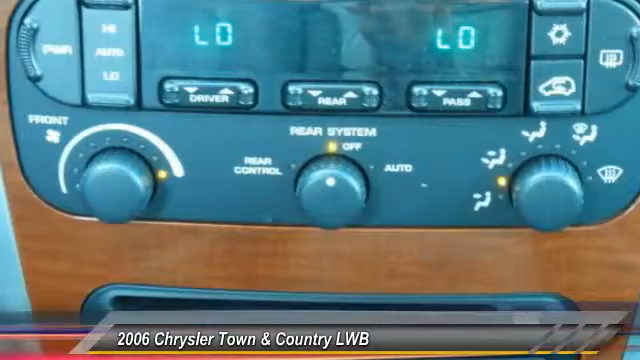 HI
PWR
AUTO
LO
LO
LO
DRIVER
REAR
PASS
FRONT
REAR SYSTEM
OFF
REAR
CONTROL
AUTO
2006 Chrysler Town & Country LWB